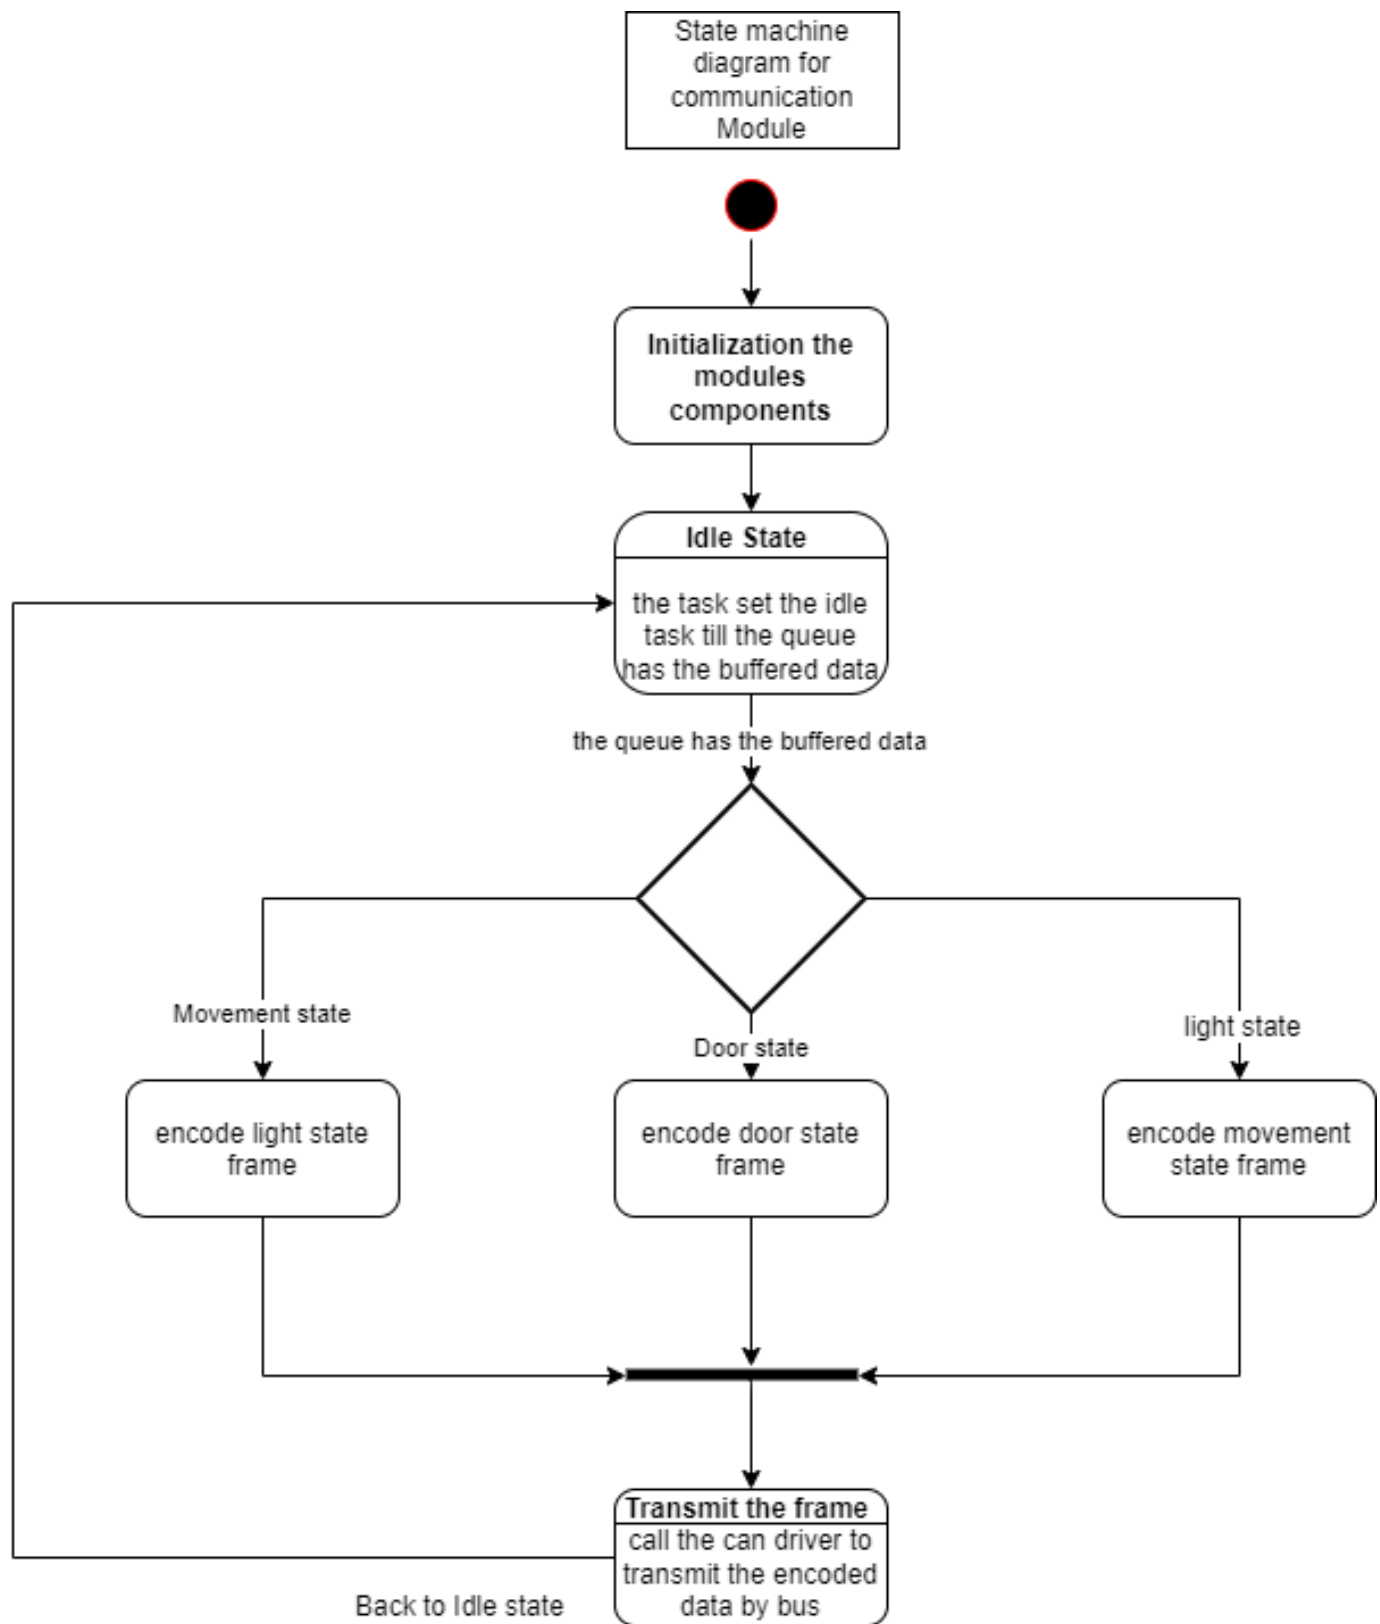 State machine
diagram for
communication
Module
Initialization the
modules
components
Idle State
the task set the idle
task till the queue
has the buffered data
the queue has the buffered data
Movement state
Door state
light state
encode light state
frame
encode door state
frame
encode movement
state frame
Transmit the frame
call the can driver to
transmit the encoded
data by bus
Back to Idle state